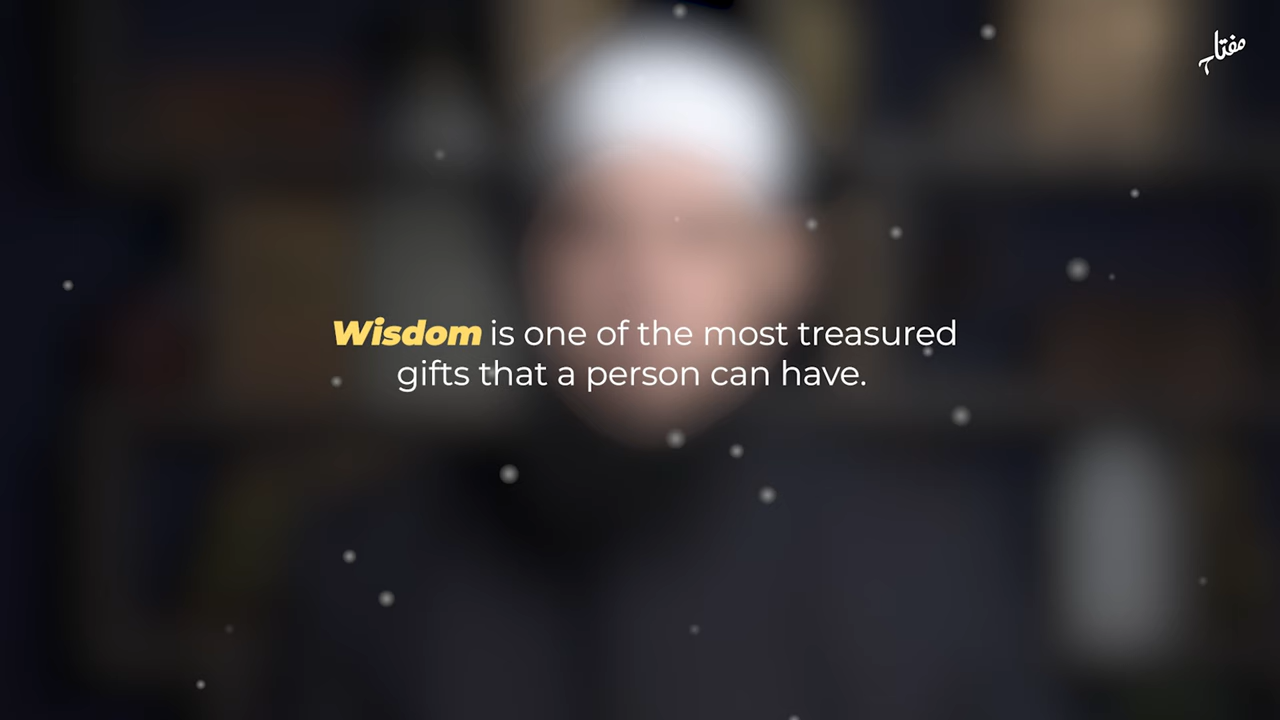 مفتاح
Wisdom is one of the most treasured
gifts that a person can have.